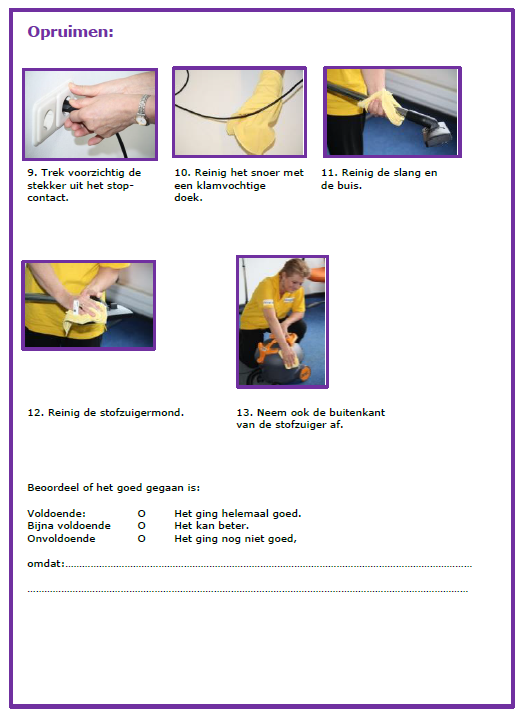 Opruimen:
9. Trek voorzichtig de
stekker uit het stop-
contact.
10. Reinig het snoer met
een klamvochtige
doek.
11. Reinig de slang en
de buis.
12. Reinig de stofzuigermond.
13. Neem ook de buitenkant
van de stofzuiger af.
Beoordeel of het goed gegaan is:
Voldoende: O Het ging helemaal goed.
Bijna voldoende O Het kan beter.
Onvoldoende O Het ging nog niet goed,
omdat:……………………………………………………………………………………………………………………………
………………………………………………………………………………………………………………………………………